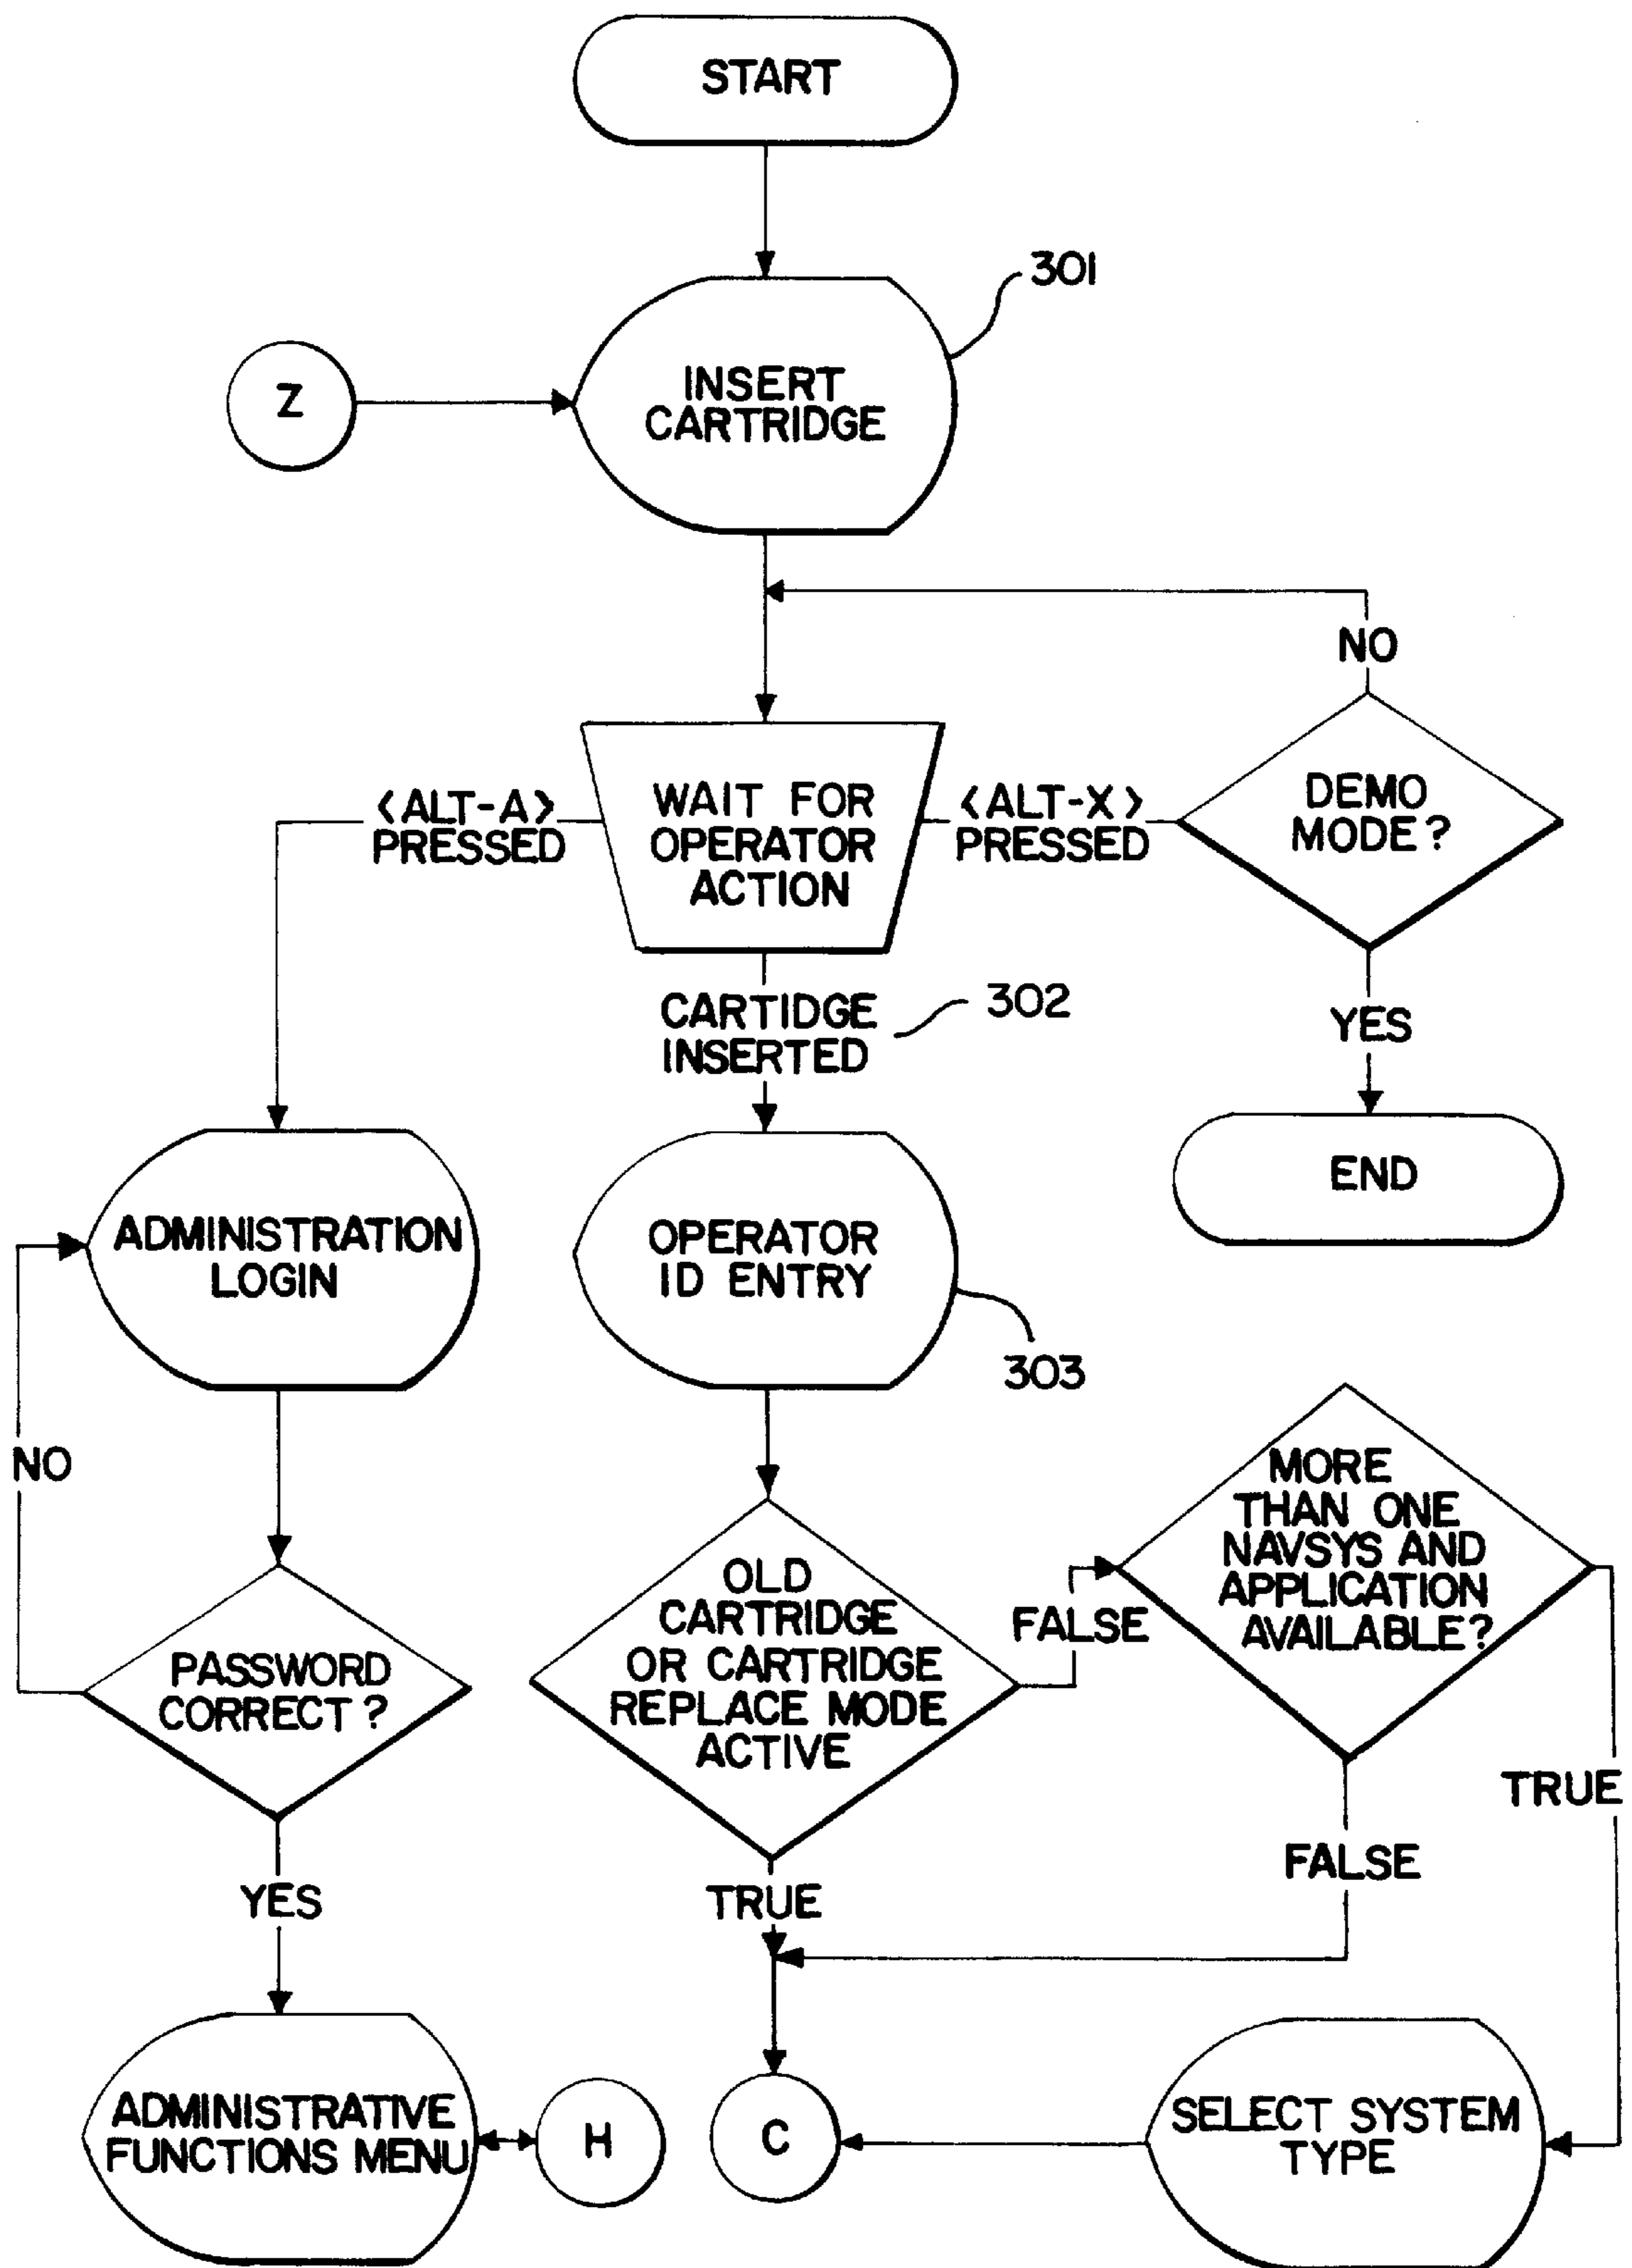 START
301
Z
INSERT
CARTRIDGE
NO
<ALT-A>
PRESSED
WAIT FOR
OPERATOR
ACTION
<ALT-X>
PRESSED
DEMO
MODE?
CARTIDGE
INSERTED
302
YES
END
ADMINISTRATION
LOGIN
OPERATOR
ID ENTRY
303
NO
MORE
THAN ONE
NAVSYS AND
APPLICATION
AVAILABLE?
OLD
CARTRIDGE
OR CARTRIDGE
REPLACE MODE
ACTIVE
FALSE
PASSWORD
CORRECT?
TRUE
FALSE
YES
TRUE
ADMINISTRATIVE
FUNCTIONS MENU
H
C
SELECT SYSTEM
TYPE